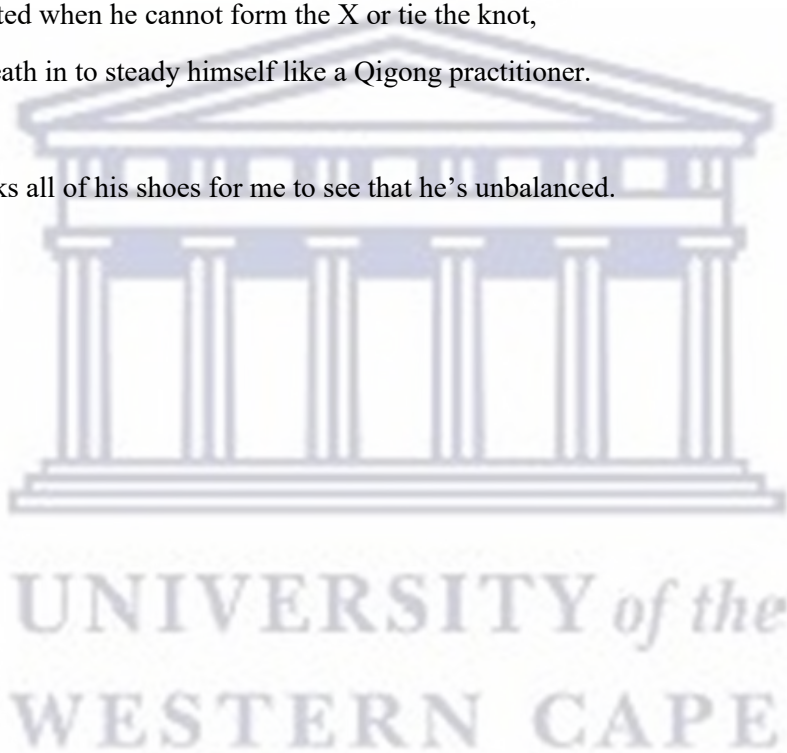 ted when he cannot form the X or tie the knot,
eath in to steady himself like a Qigong practitioner.
ks all of his shoes for me to see that he’s unbalanced.
UNIVERSITY of the
WESTERN CAPE